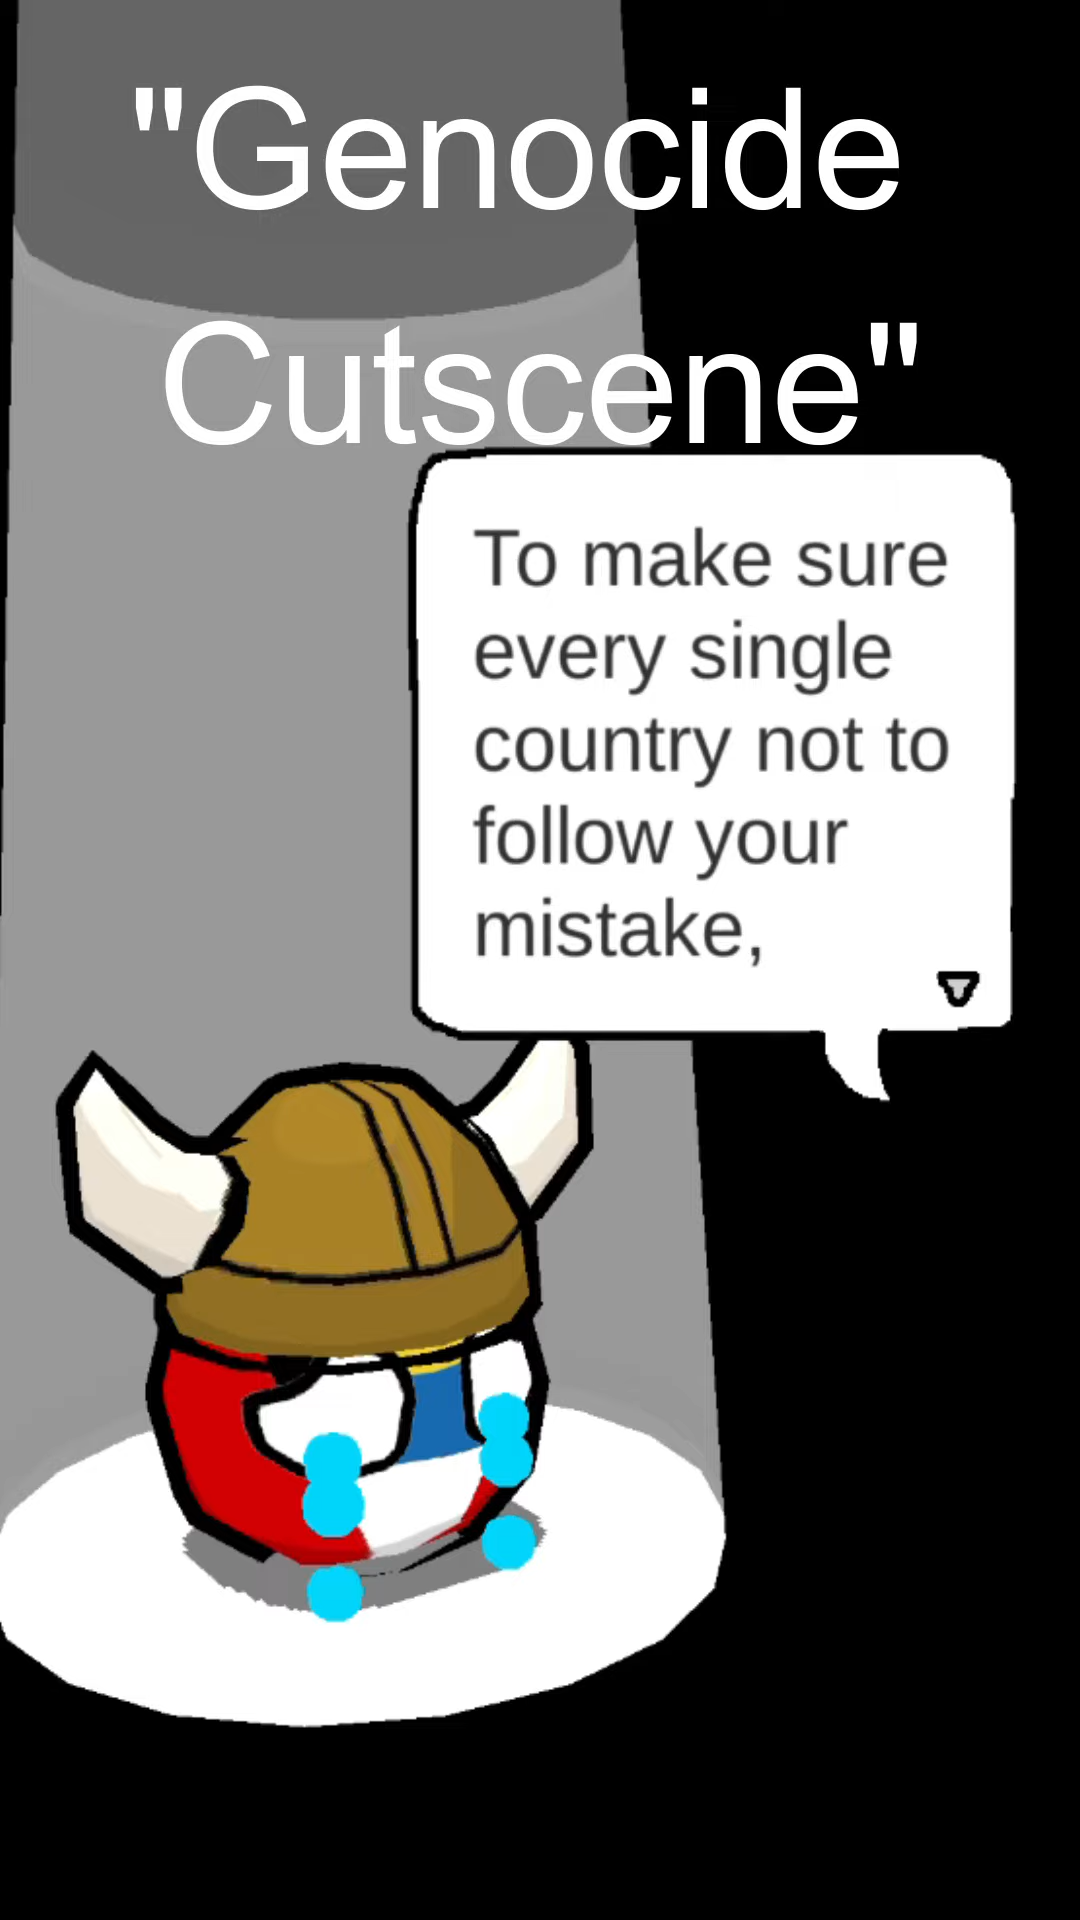 "Genocide
Cutscene"
To make sure
every single
country not to
follow your
mistake,